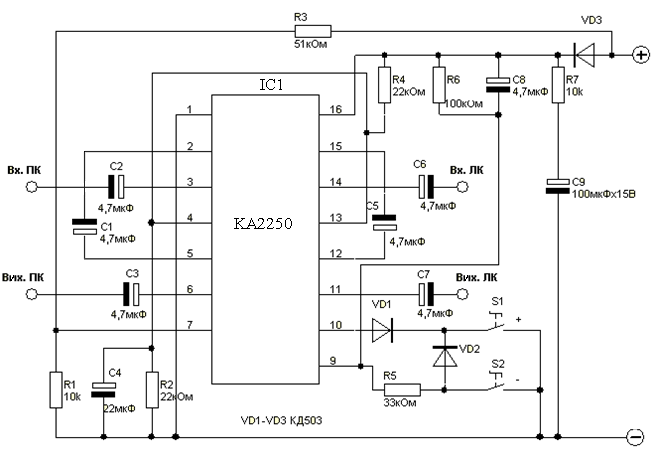 R3
51кОм
VD3
IC1
R4
22кОм
R6
100кОм
C8
4,7мкФ
R7
10k
1
16
2
15
Вх. ПК
C2
4,7мкФ
3
14
C6
4,7мкФ
Вх. ЛК
C9
100мкФх15В
C1
4,7мкФ
4
KA2250
13
C5
4,7мкФ
5
12
Вих. ПК
C3
4,7мкФ
6
11
C7
4,7мкФ
Вих. ЛК
7
10
VD1
S1
+
VD2
9
S2
-
R1
10k
C4
22мкФ
R2
22кОм
R5
33кОм
VD1-VD3 КД503